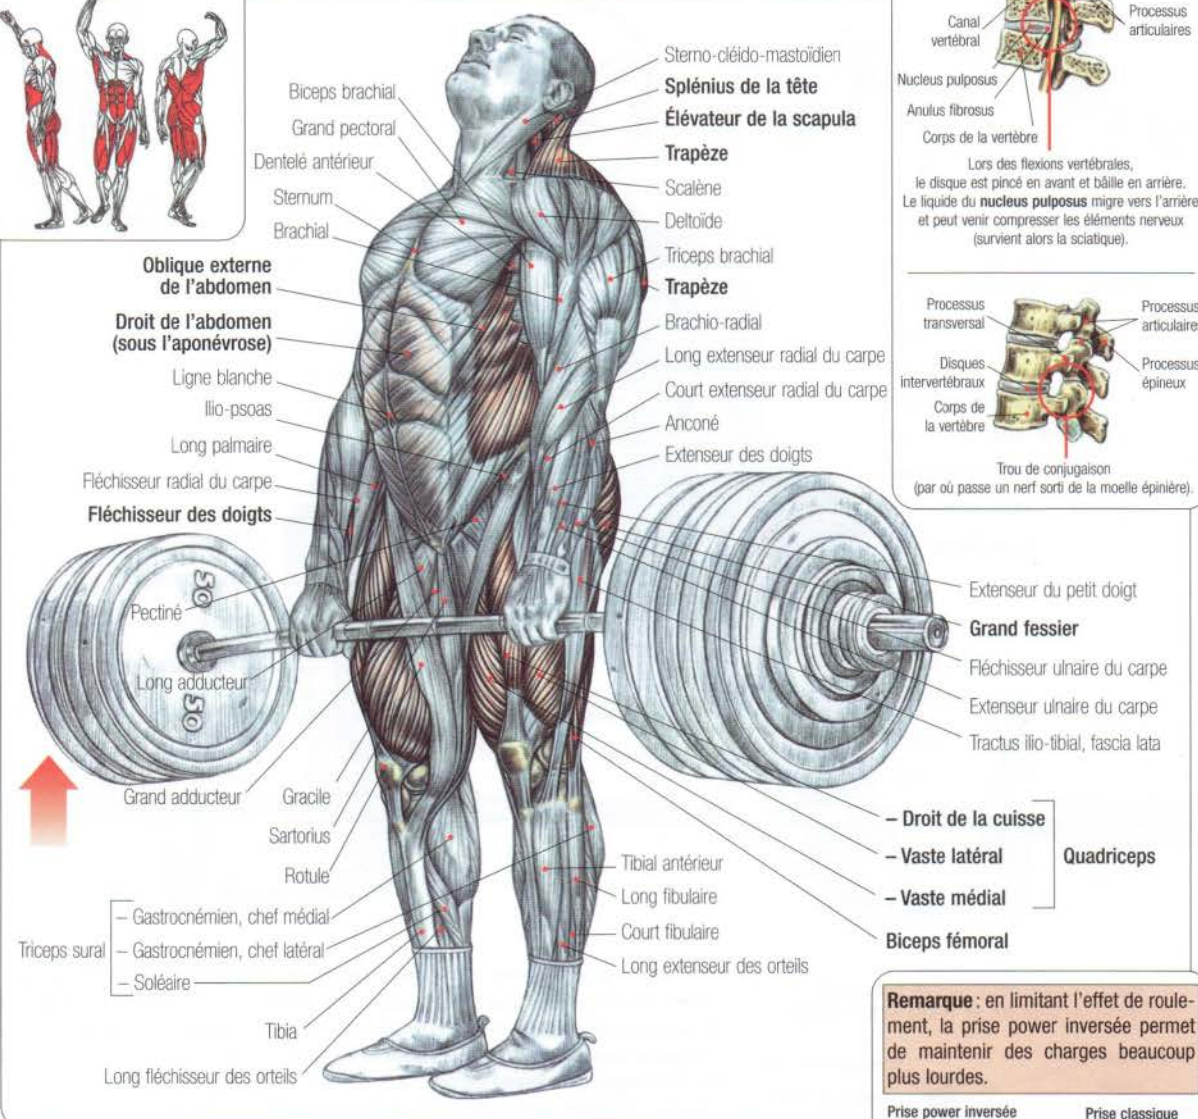 Biceps brachial
Grand pectoral
Dentelé antérieur
Sternum
Brachial
Oblique externe
de l'abdomen
Droit de l'abdomen
(sous l'aponévrose)
Ligne blanche
Ilio-psoas
Long palmaire
Fléchisseur radial du carpe
Fléchisseur des doigts
50
Pectiné
Long adducteur
50
Grand adducteur
Gracile
Sartorius
Rotule
Triceps sural
– Gastrocnémien, chef médial
– Gastrocnémien, chef latéral
– Soléaire
Tibia
Long fléchisseur des orteils
Sterno-cléido-mastoïdien
Splénius de la tête
Élévateur de la scapula
Trapèze
Scalène
Deltoïde
Triceps brachial
Trapèze
Brachio-radial
Long extenseur radial du carpe
Court extenseur radial du carpe
Anconé
Extenseur des doigts
Extenseur du petit doigt
Grand fessier
Fléchisseur ulnaire du carpe
Extenseur ulnaire du carpe
Tractus ilio-tibial, fascia lata
– Droit de la cuisse
– Vaste latéral
– Vaste médial
Quadriceps
Biceps fémoral
Tibial antérieur
Long fibulaire
Court fibulaire
Long extenseur des orteils
Canal
vertébral
Processus
articulaires
Nucleus pulposus
Anulus fibrosus
Corps de la vertèbre
Lors des flexions vertébrales,
le disque est pincé en avant et bâille en arrière.
Le liquide du nucleus pulposus migre vers l'arrière
et peut venir compresser les éléments nerveux
(survient alors la sciatique).
Processus
transversal
Processus
articulaire
Disques
intervertébraux
Processus
épineux
Corps de
la vertèbre
Trou de conjugaison
(par où passe un nerf sorti de la moelle épinière).
Remarque : en limitant l'effet de roule-
ment, la prise power inversée permet
de maintenir des charges beaucoup
plus lourdes.
Prise power inversée
Prise classique